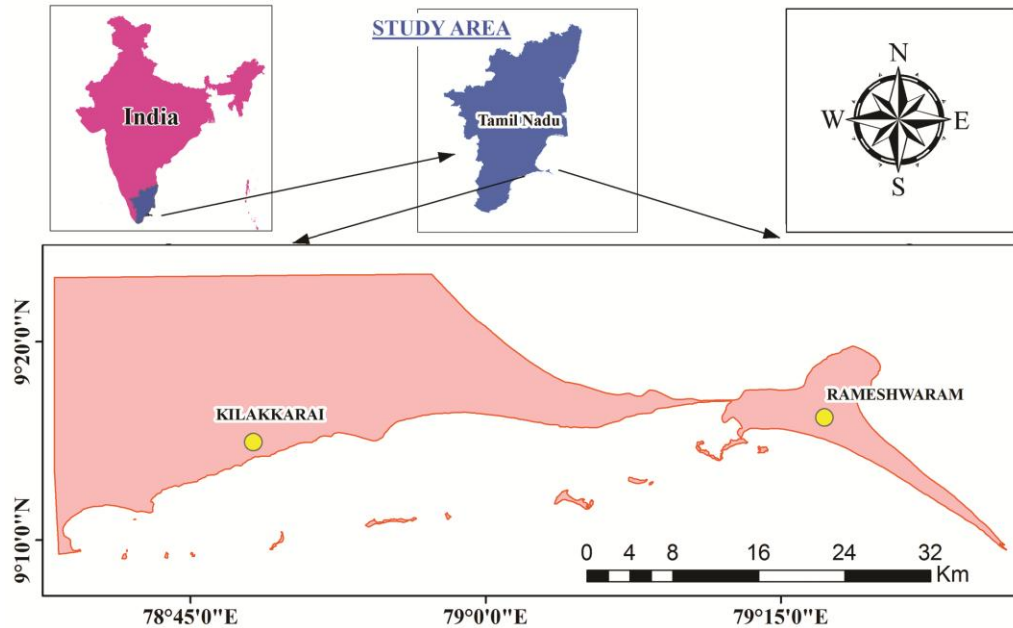 STUDY AREA
India
Tamil Nadu
N
W
E
S
9°20'0"N
9°10'0"N
KILAKKARAI
RAMESHWARAM
0 4 8 16 24 32
Km
78°45'0"E
79°0'0"E
79°15'0"E